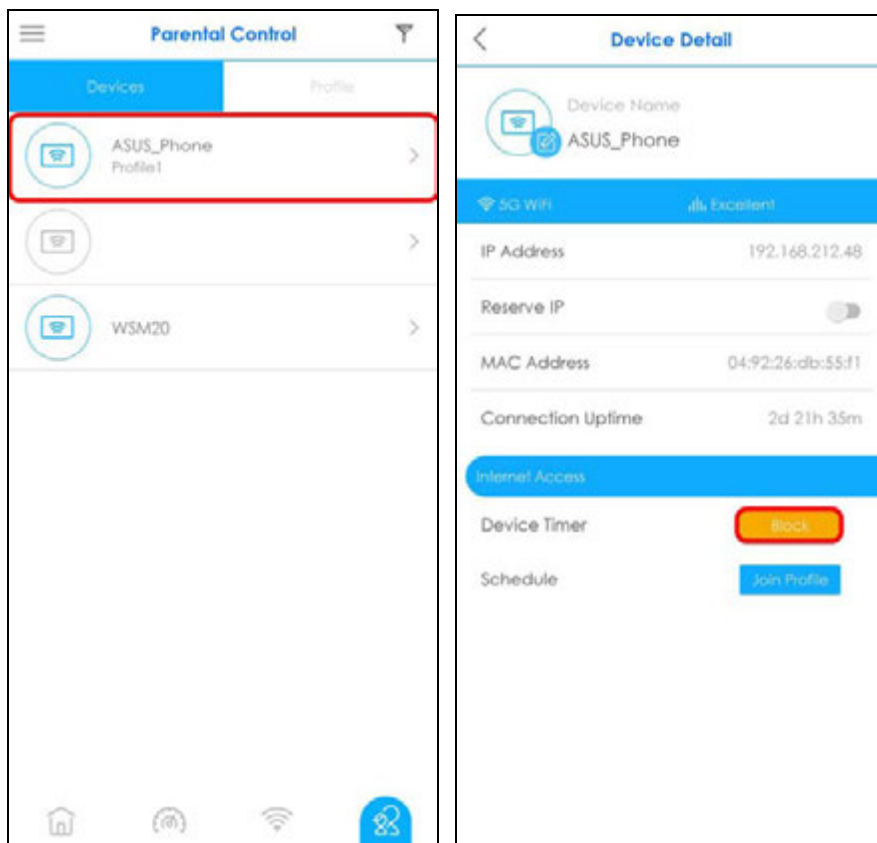 Parental Control
Devices
Profile
ASUS_Phone
Profile1
WSM20
Device Detail
Device Name
ASUS_Phone
5G WiFi
Excellent
IP Address
192.168.212.48
Reserve IP
MAC Address
04:92:26:db:55:f1
Connection Uptime
2d 21h 35m
Internet Access
Device Timer
Block
Schedule
Join Profile